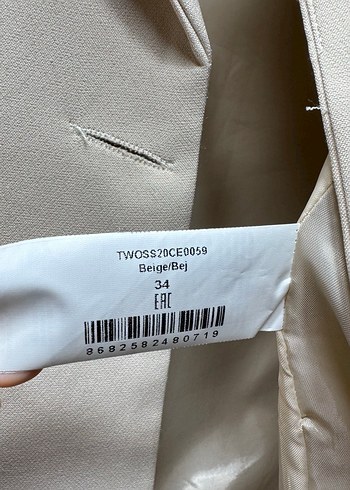 TWOSS20CE0059
Beige/Bej
34
EAC
8682582480719